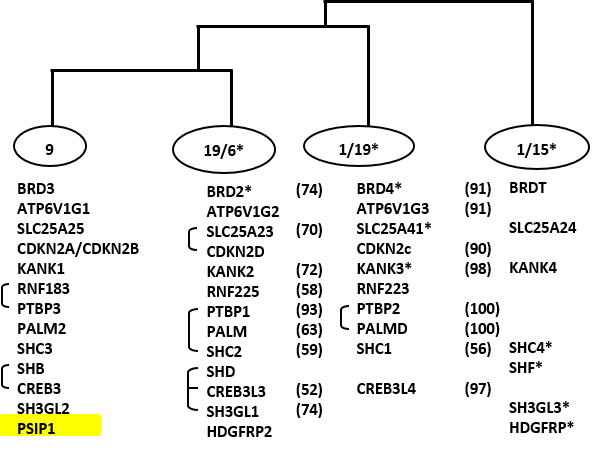 9 19/6* 1/19* 1/15*
BRD3 BRD2* (74) BRD4* (91) BRDT
ATP6V1G1 ATP6V1G2 ATP6V1G3 (91)
SLC25A25 SLC25A23 (70) SLC25A41* SLC25A24
CDKN2A/CDKN2B CDKN2D CDKN2c (90)
KANK1 KANK2 (72) KANK3* (98) KANK4
RNF183 RNF225 (58) RNF223
PTBP3 PTBP1 (93) PTBP2 (100)
PALM2 PALM (63) PALMD (100)
SHC3 SHC2 (59) SHC1 (56) SHC4*
SHB SHD SHF*
CREB3 CREB3L3 (52) CREB3L4 (97)
SH3GL2 SH3GL1 (74) SH3GL3*
PSIP1 HDGFRP2 HDGFRP*